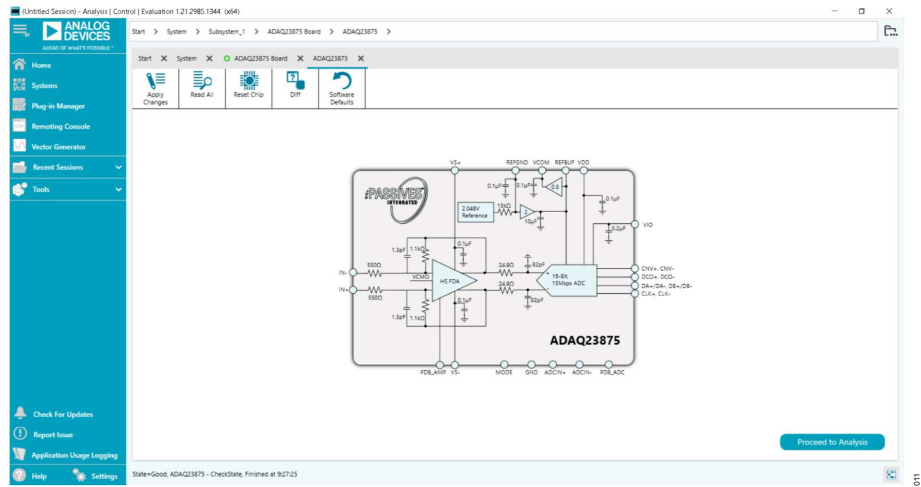 (Untitled Session) - Analysis | Control | Evaluation 1.21.2985.1344 (x64)
ANALOG
DEVICES
AHEAD OF WHAT'S POSSIBLE™
Start > System > Subsystem_1 > ADAQ23875 Board > ADAQ23875 >
Home
Systems
Plug-in Manager
Remoting Console
Vector Generator
Recent Sessions
Tools
Check For Updates
Report Issue
Application Usage Logging
Help
Settings
Start X System X ADAQ23875 Board X ADAQ23875 X
Apply
Changes
Read All
Reset Chip
Diff
Software
Defaults
VS+
REFGND VCOM REFBUF VDD
iPASSIVES
INTEGRATED
0.1µF
0.1µF
0.5
2.048V
Reference
15kΩ
2
10µF
0.1µF
0.2µF
VIO
1.3pF
1.1kΩ
0.1µF
550Ω
IN-
VCMO
HS FDA
24.9Ω
82pF
16-Bit,
15Msps ADC
CNV+, CNV-
DCO+, DCO-
DA+/DA-, DB+/DB-
CLK+, CLK-
IN+
550Ω
24.9Ω
82pF
0.1µF
1.3pF
1.1kΩ
ADAQ23875
PDB_AMP VS-
MODE GND ADCIN+ ADCIN- PDB_ADC
Proceed to Analysis
State=Good, ADAQ23875 - CheckState, Finished at 9:27:25